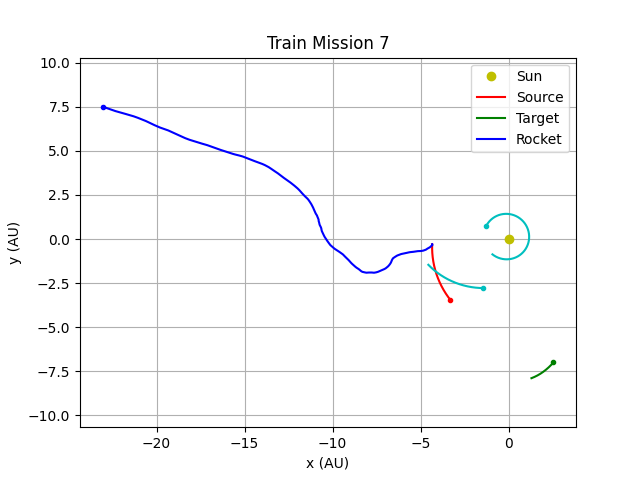 Train Mission 7
10.0
7.5
5.0
2.5
0.0
−2.5
−5.0
−7.5
−10.0
y (AU)
Sun
Source
Target
Rocket
−20
−15
−10
−5
0
x (AU)